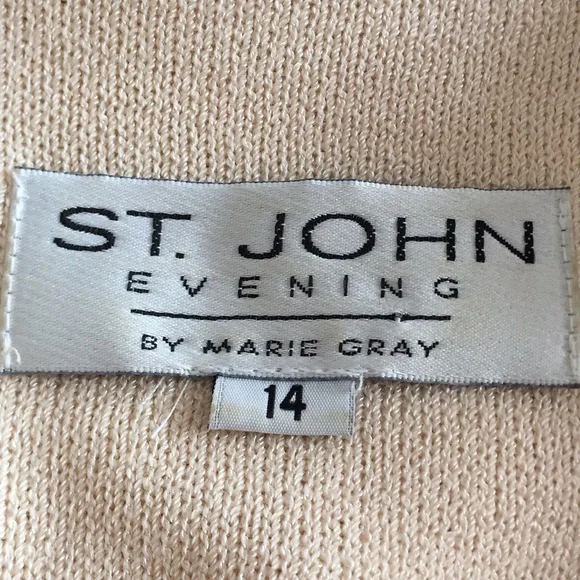 ST. JOHN
EVENING
BY MARIE GRAY
14